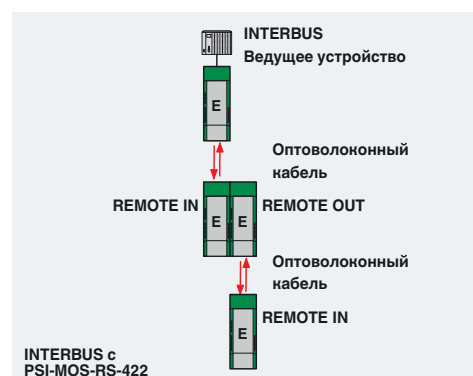 INTERBUS
Ведущее устройство
E
Оптоволоконный
кабель
REMOTE IN
E
E
REMOTE OUT
Оптоволоконный
кабель
E
REMOTE IN
INTERBUS с
PSI-MOS-RS-422